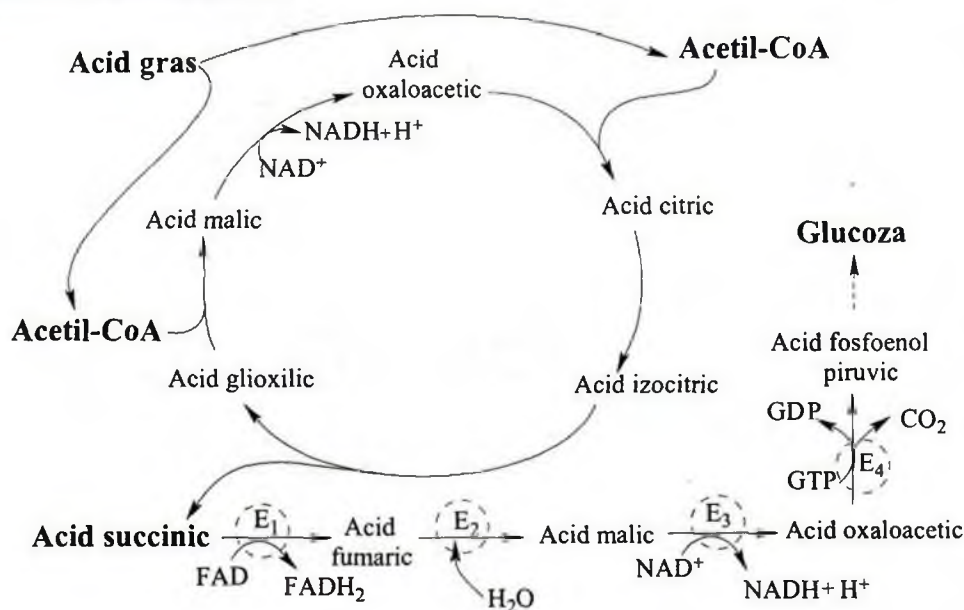 Acid gras
Acid
oxaloacetic
Acetil-CoA
NADH+H⁺
NAD⁺
Acid malic
Acid citric
Glucoza
Acetil-CoA
Acid glioxilic
Acid izocitric
Acid fosfoenol
piruvic
GDP
CO₂
GTP
E₄
Acid succinic
E₁
Acid
fumaric
E₂
Acid malic
E₃
Acid oxaloacetic
FAD
FADH₂
H₂O
NAD⁺
NADH+ H⁺